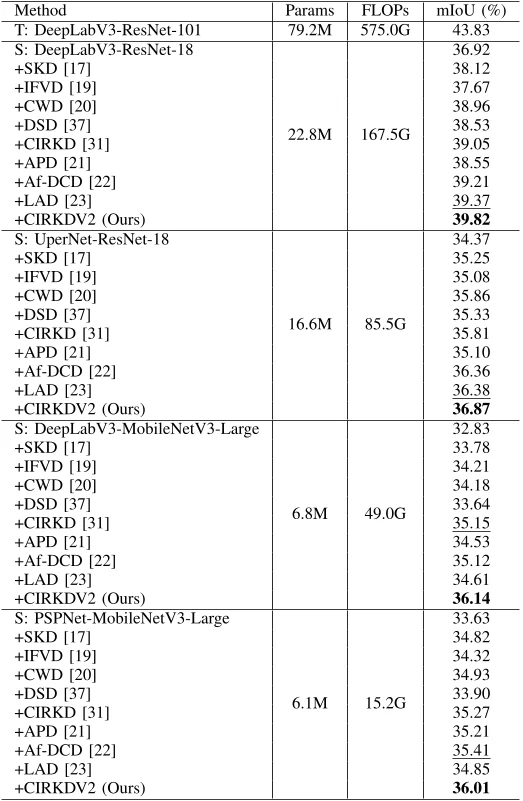 Method Params FLOPs mIoU (%)
T: DeepLabV3-ResNet-101 79.2M 575.0G 43.83
S: DeepLabV3-ResNet-18 36.92
+SKD [17] 38.12
+IFVD [19] 37.67
+CWD [20] 38.96
+DSD [37] 38.53
22.8M 167.5G
+CIRKD [31] 39.05
+APD [21] 38.55
+Af-DCD [22] 39.21
+LAD [23] 39.37
+CIRKDV2 (Ours) 39.82
S: UperNet-ResNet-18 34.37
+SKD [17] 35.25
+IFVD [19] 35.08
+CWD [20] 35.86
+DSD [37] 35.33
16.6M 85.5G
+CIRKD [31] 35.81
+APD [21] 35.10
+Af-DCD [22] 36.36
+LAD [23] 36.38
+CIRKDV2 (Ours) 36.87
S: DeepLabV3-MobileNetV3-Large 32.83
+SKD [17] 33.78
+IFVD [19] 34.21
+CWD [20] 34.18
+DSD [37] 33.64
6.8M 49.0G
+CIRKD [31] 35.15
+APD [21] 34.53
+Af-DCD [22] 35.12
+LAD [23] 34.61
+CIRKDV2 (Ours) 36.14
S: PSPNet-MobileNetV3-Large 33.63
+SKD [17] 34.82
+IFVD [19] 34.32
+CWD [20] 34.93
+DSD [37] 33.90
6.1M 15.2G
+CIRKD [31] 35.27
+APD [21] 35.21
+Af-DCD [22] 35.41
+LAD [23] 34.85
+CIRKDV2 (Ours) 36.01